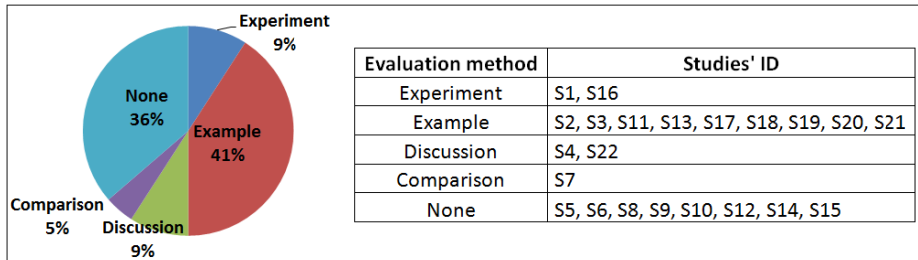 Experiment
9%
None
36%
Example
41%
Comparison
5%
Discussion
9%
Evaluation method Studies' ID
Experiment S1, S16
Example S2, S3, S11, S13, S17, S18, S19, S20, S21
Discussion S4, S22
Comparison S7
None S5, S6, S8, S9, S10, S12, S14, S15